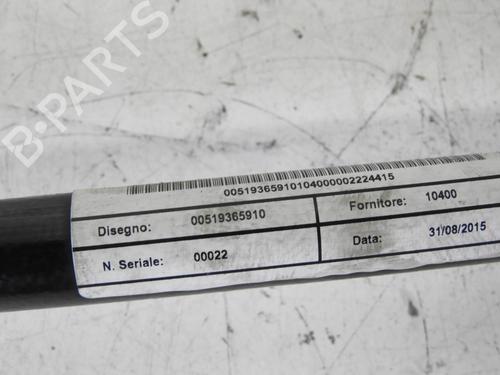 B-PARTS
00519365910104000002224415
Disegno: 00519365910 Fornitore: 10400
N. Seriale: 00022 Data: 31/08/2015